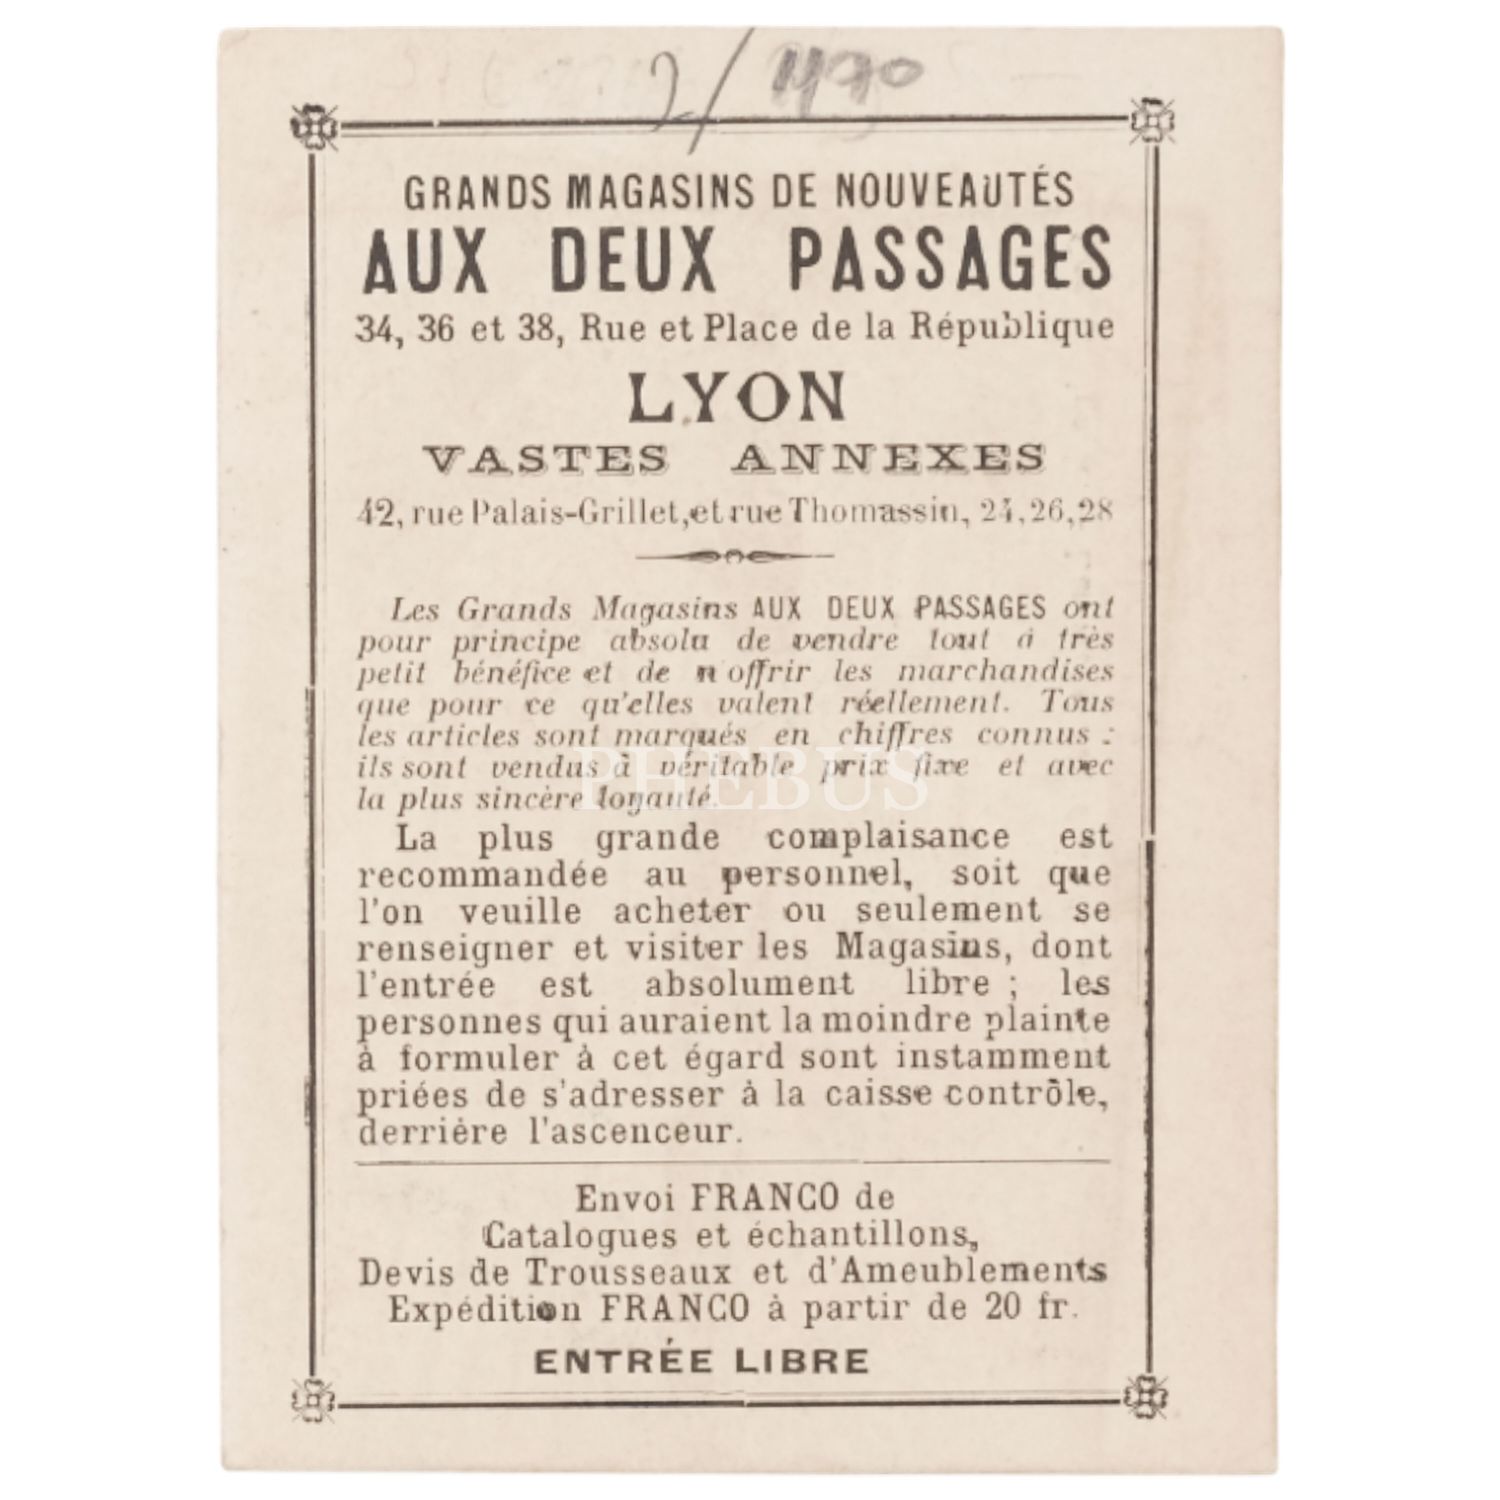 2/
GRANDS MAGASINS DE NOUVEAUTÉS
AUX DEUX PASSAGES
34, 36 et 38, Rue et Place de la République
LYON
VASTES ANNEXES
42, rue Palais-Grillet, et rue Thomassin, 24, 26, 28
Les Grands Magasins AUX DEUX PASSAGES ont
pour principe absolu de vendre tout à très
petit bénéfice et de n'offrir les marchandises
que pour ce qu'elles valent réellement. Tous
les articles sont marqués en chiffres connus :
ils sont vendus à véritable prix fixe et avec
la plus sincère loyauté.
PHEBUS
La plus grande complaisance est
recommandée au personnel, soit que
l'on veuille acheter ou seulement se
renseigner et visiter les Magasins, dont
l'entrée est absolument libre ; les
personnes qui auraient la moindre plainte
à formuler à cet égard sont instamment
priées de s'adresser à la caisse contrôle,
derrière l'ascenceur.
Envoi FRANCO de
Catalogues et échantillons,
Devis de Trousseaux et d'Ameublements
Expédition FRANCO à partir de 20 fr.
ENTRÉE LIBRE